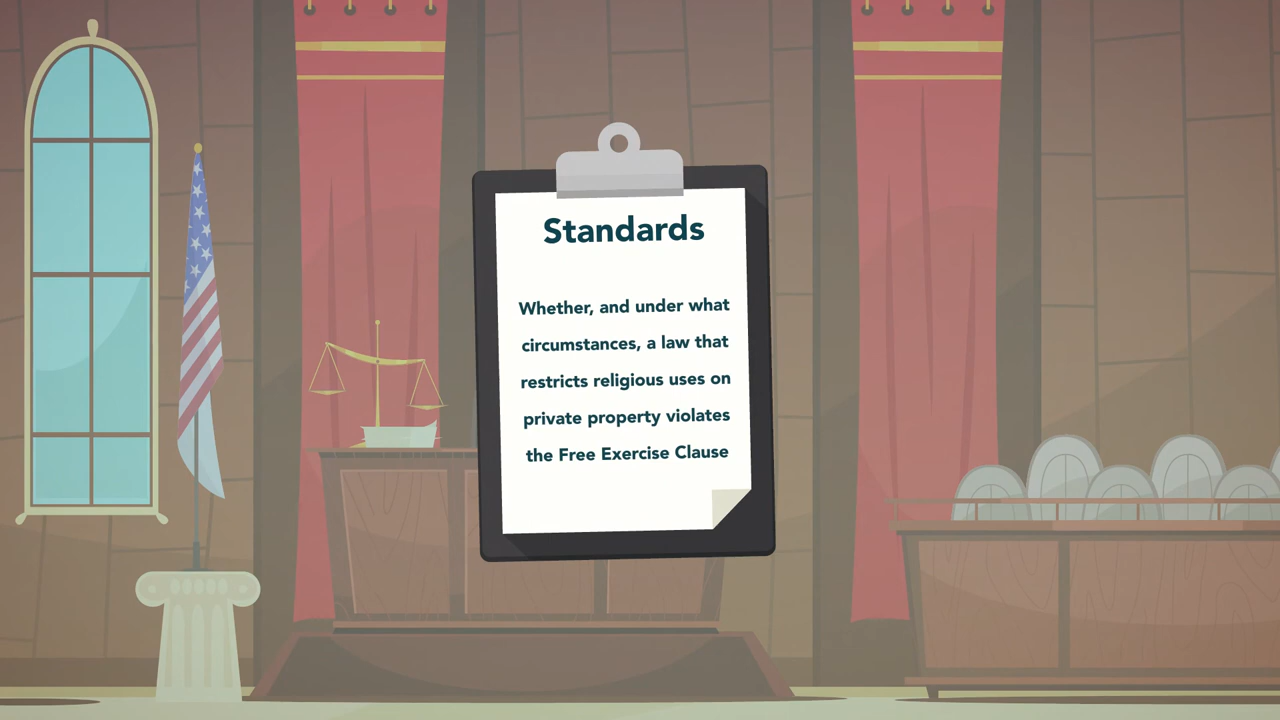 Standards
Whether, and under what
circumstances, a law that
restricts religious uses on
private property violates
the Free Exercise Clause